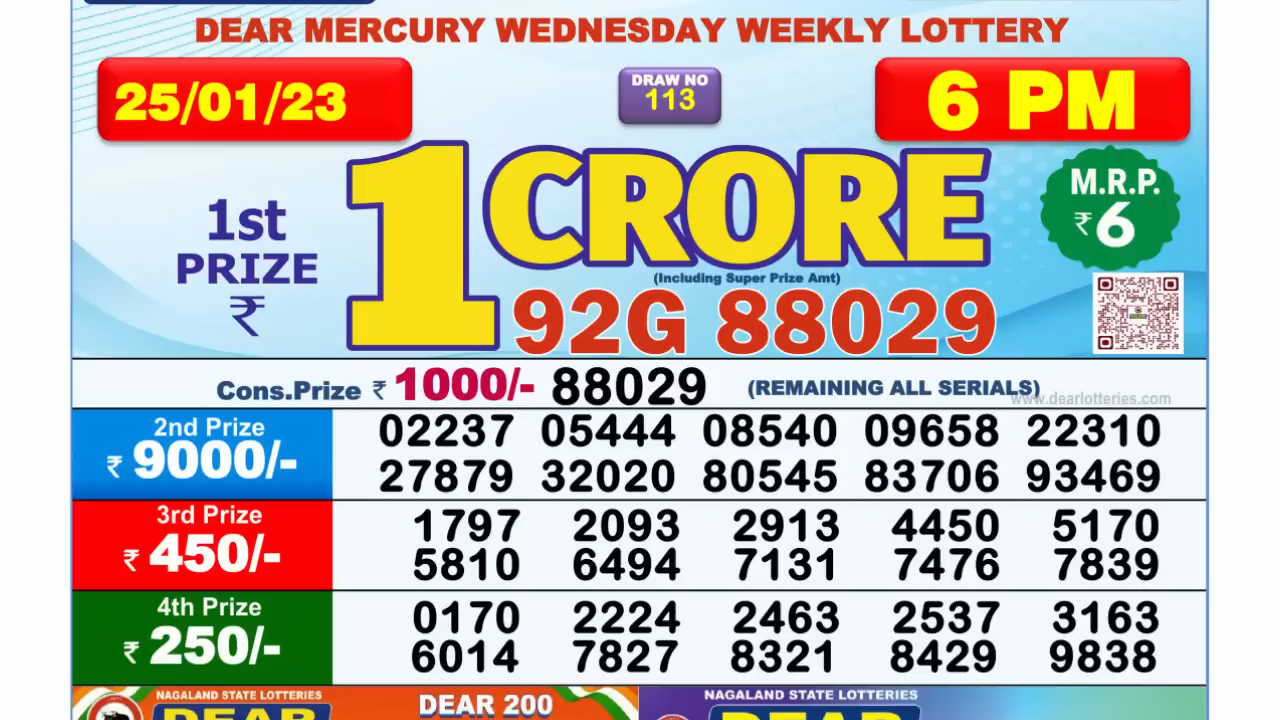 DEAR MERCURY WEDNESDAY WEEKLY LOTTERY
25/01/23
DRAW NO
113
6 PM
1st
PRIZE
₹
1 CRORE
(Including Super Prize Amt)
92G 88029
M.R.P.
₹ 6
Cons.Prize ₹ 1000/- 88029 (REMAINING ALL SERIALS)
www.dearlotteries.com
2nd Prize
₹ 9000/-
02237 05444 08540 09658 22310
27879 32020 80545 83706 93469
3rd Prize
₹ 450/-
1797 2093 2913 4450 5170
5810 6494 7131 7476 7839
4th Prize
₹ 250/-
0170 2224 2463 2537 3163
6014 7827 8321 8429 9838
NAGALAND STATE LOTTERIES
DEAR
DEAR 200
NAGALAND STATE LOTTERIES
DEAR